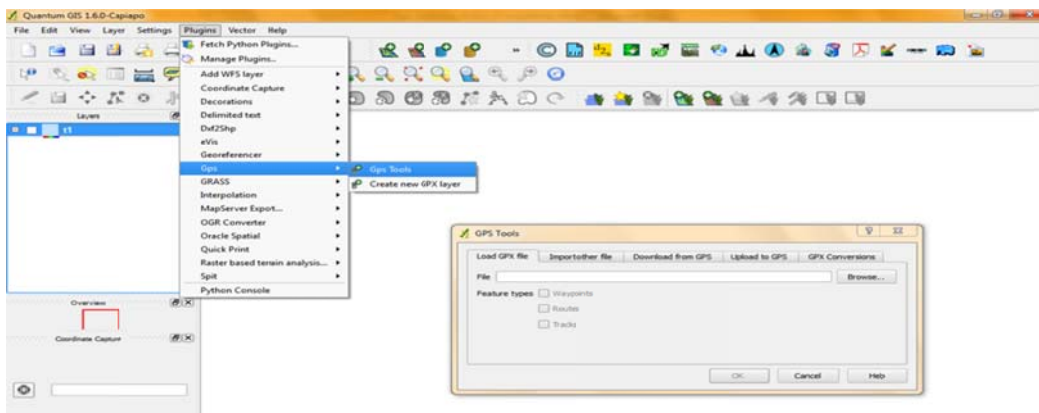 Quantum GIS 1.6.0-Capiapo
File Edit View Layer Settings Plugins Vector Help
Fetch Python Plugins...
Manage Plugins...
Add WFS layer
Coordinate Capture
Decorations
Delimited text
Dxf2Shp
eVis
Georeferencer
Gps
GRASS
Interpolation
MapServer Export...
OGR Converter
Oracle Spatial
Quick Print
Raster based terrain analysis...
Spit
Python Console
Gps Tools
Create new GPX layer
Layers
t1
Overview
Coordinate Capture
GPS Tools
Load GPX file Import other file Download from GPS Upload to GPS GPX Conversions
File Browse...
Feature types Waypoints
Routes
Tracks
OK Cancel Help